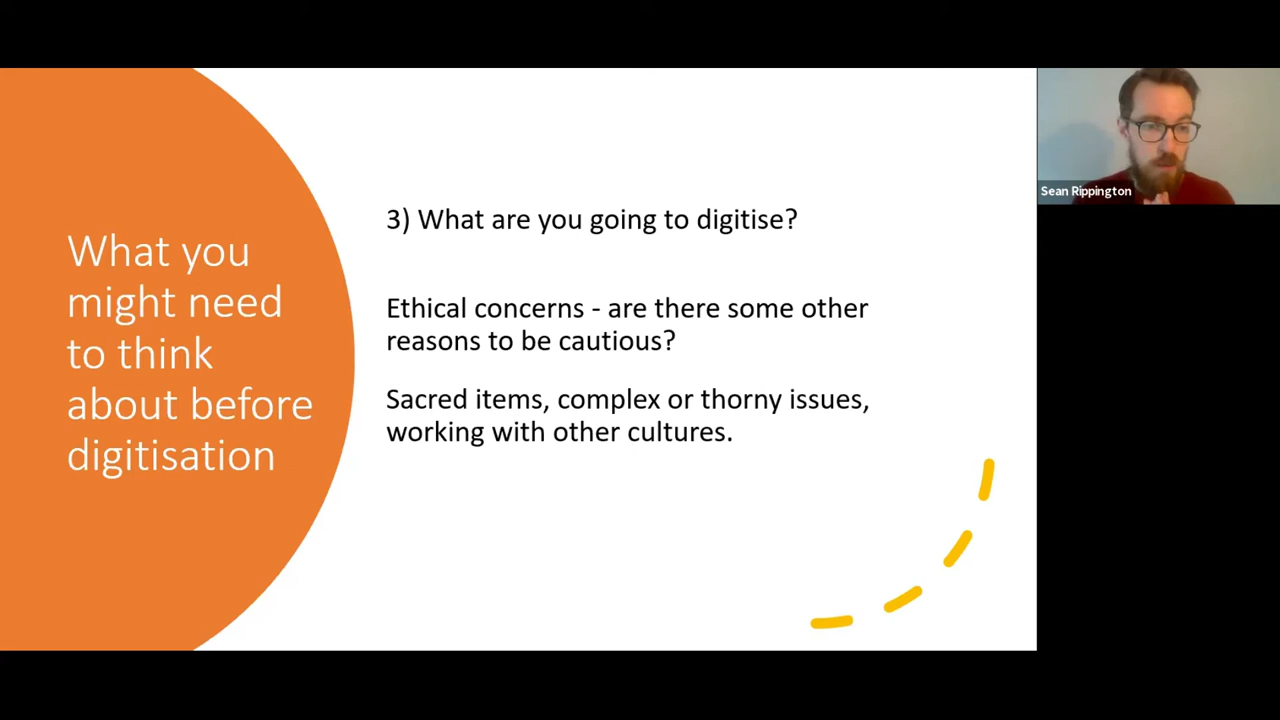 What you
might need
to think
about before
digitisation
3) What are you going to digitise?
Ethical concerns - are there some other
reasons to be cautious?
Sacred items, complex or thorny issues,
working with other cultures.
Sean Rippington